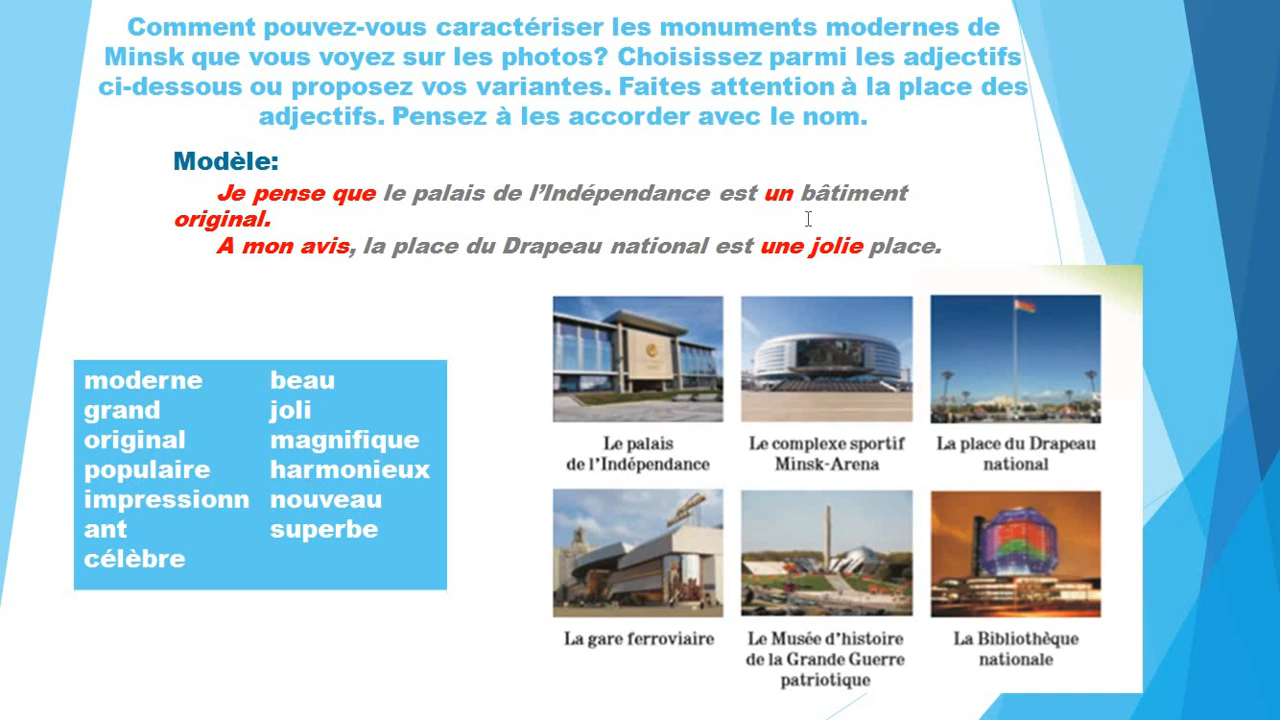 Comment pouvez-vous caractériser les monuments modernes de
Minsk que vous voyez sur les photos? Choisissez parmi les adjectifs
ci-dessous ou proposez vos variantes. Faites attention à la place des
adjectifs. Pensez à les accorder avec le nom.
Modèle:
Je pense que le palais de l'Indépendance est un bâtiment
original.
A mon avis, la place du Drapeau national est une jolie place.
moderne
grand
original
populaire
impressionn
ant
célèbre
beau
joli
magnifique
harmonieux
nouveau
superbe
Le palais
de l'Indépendance
Le complexe sportif
Minsk-Arena
La place du Drapeau
national
La gare ferroviaire
Le Musée d'histoire
de la Grande Guerre
patriotique
La Bibliothèque
nationale